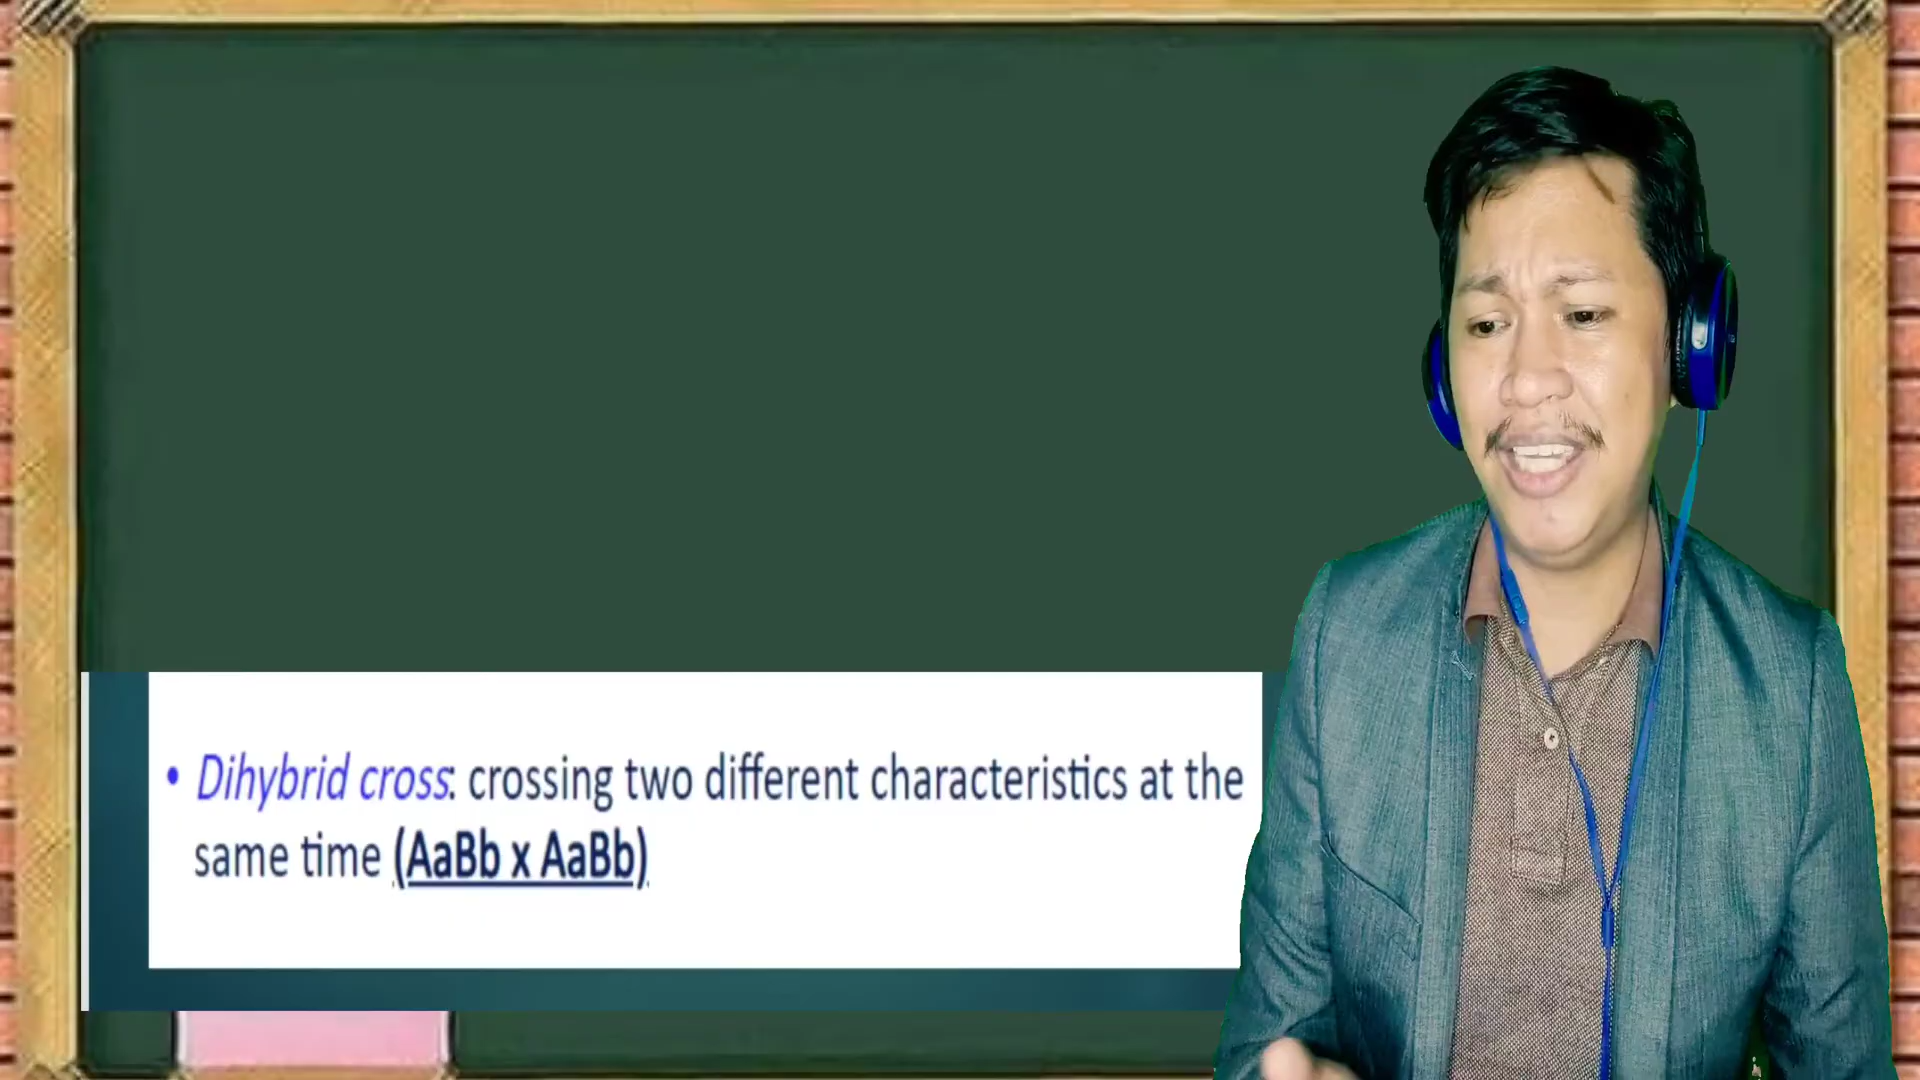 • Dihybrid cross: crossing two different characteristics at the
same time (AaBb x AaBb)